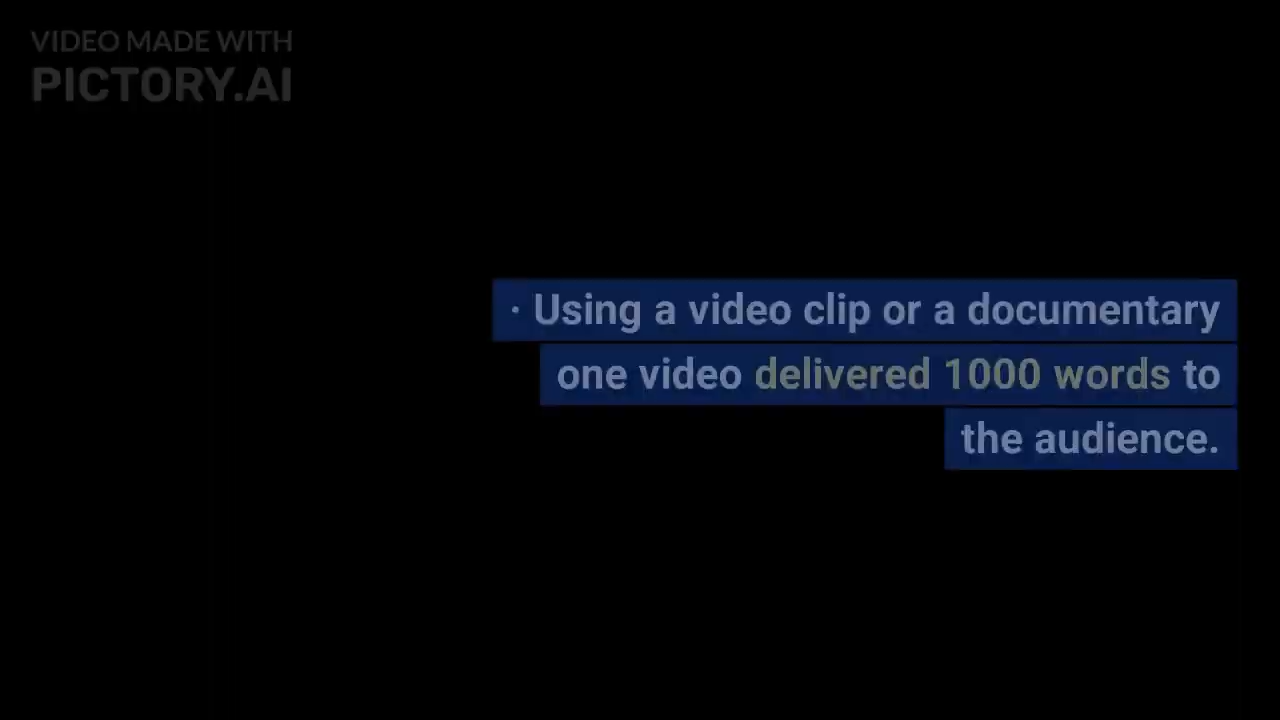 VIDEO MADE WITH
PICTORY.AI
· Using a video clip or a documentary
one video delivered 1000 words to
the audience.